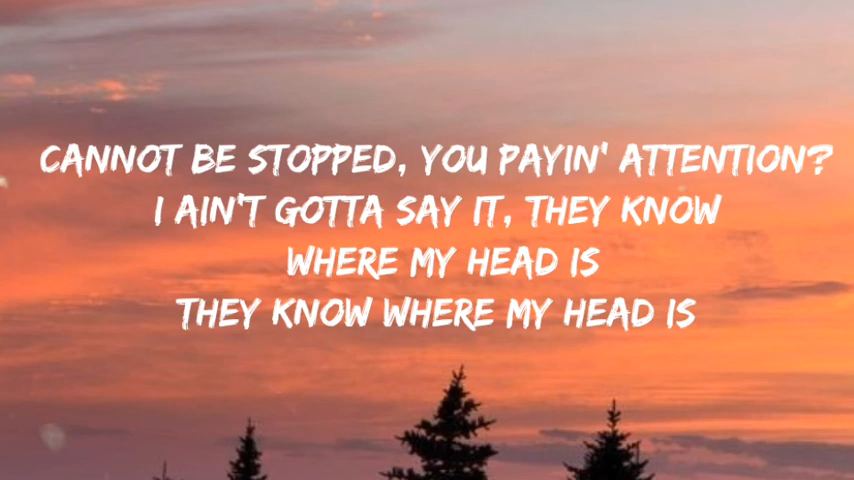 CANNOT BE STOPPED, YOU PAYIN' ATTENTION?
I AIN'T GOTTA SAY IT, THEY KNOW
WHERE MY HEAD IS
THEY KNOW WHERE MY HEAD IS